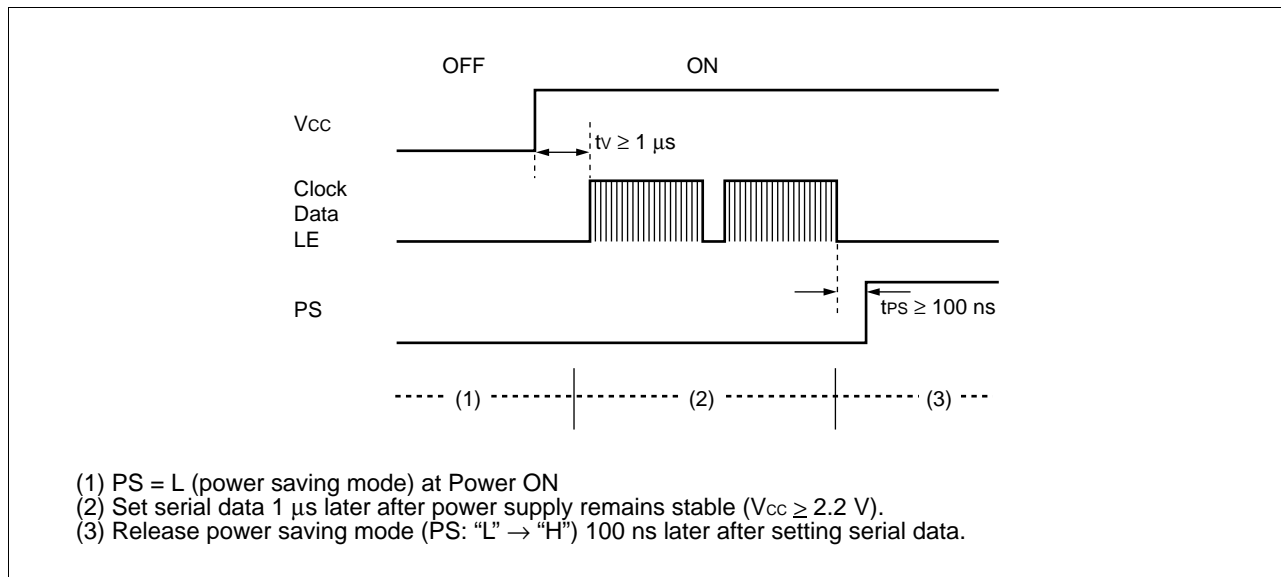 OFF ON
VCC
tV ≥ 1 μs
Clock
Data
LE
PS
tPS ≥ 100 ns
(1) (2) (3)
(1) PS = L (power saving mode) at Power ON
(2) Set serial data 1 μs later after power supply remains stable (VCC ≥ 2.2 V).
(3) Release power saving mode (PS: “L” → “H”) 100 ns later after setting serial data.